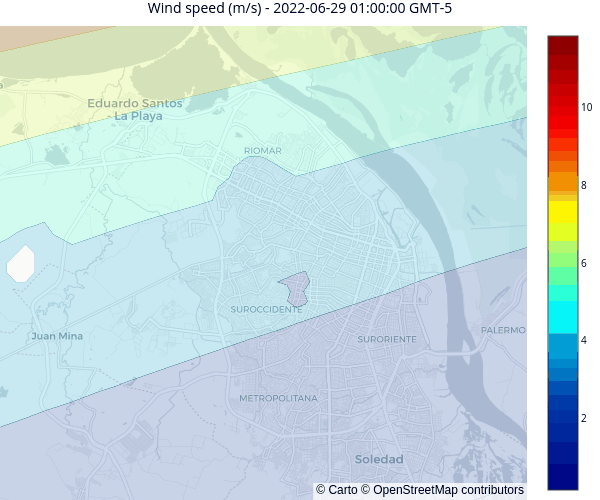 Wind speed (m/s) - 2022-06-29 01:00:00 GMT-5
Eduardo Santos
- La Playa
RIOMAR
SUROCCIDENTE
Juan Mina
SURORIENTE
PALERMO
METROPOLITANA
Soledad
10
8
6
4
2
© Carto © OpenStreetMap contributors